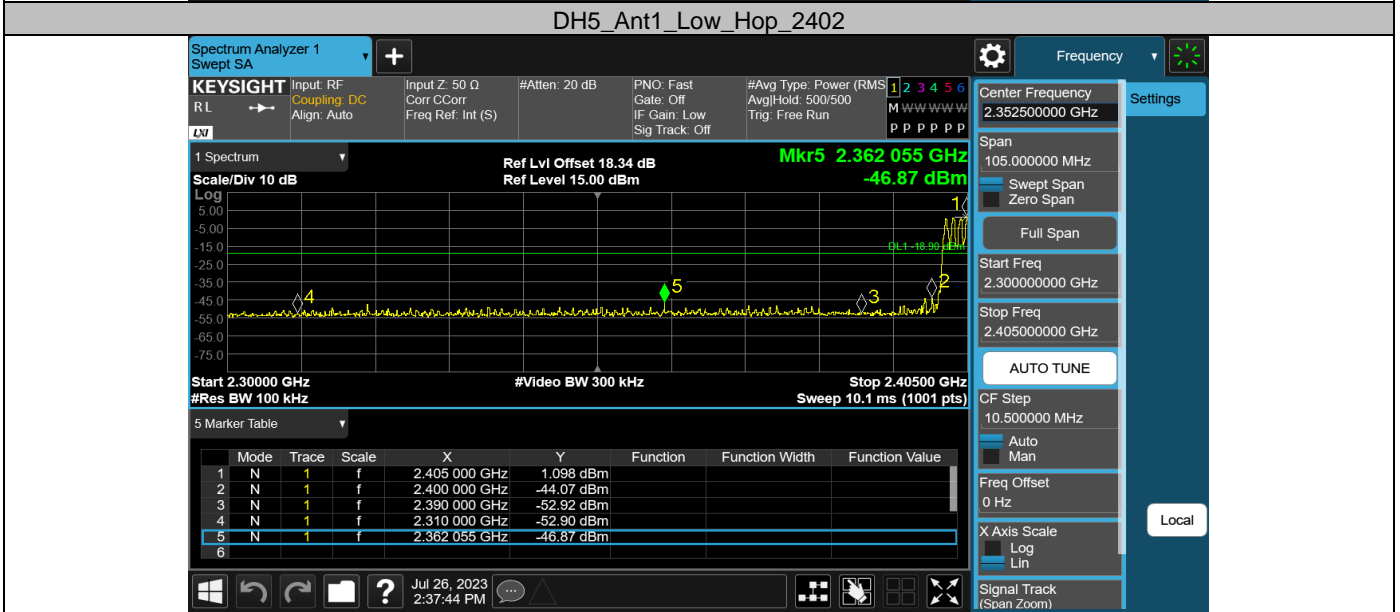 DH5_Ant1_Low_Hop_2402
Spectrum Analyzer 1
Swept SA
Frequency
KEYSIGHT
RL
LXI
Input: RF
Coupling: DC
Align: Auto
Input Z: 50 Ω
Corr CCorr
Freq Ref: Int (S)
#Atten: 20 dB
PNO: Fast
Gate: Off
IF Gain: Low
Sig Track: Off
#Avg Type: Power (RMS
Avg|Hold: 500/500
Trig: Free Run
1 2 3 4 5 6
M W W W W W
P P P P P P
1 Spectrum
Scale/Div 10 dB
Ref Lvl Offset 18.34 dB
Ref Level 15.00 dBm
Mkr5 2.362 055 GHz
-46.87 dBm
Log
5.00
-5.00
-15.0
-25.0
-35.0
-45.0
-55.0
-65.0
-75.0
1
DL1 -18.90 dBm
2
3
4
5
Start 2.30000 GHz
#Video BW 300 kHz
Stop 2.40500 GHz
#Res BW 100 kHz
Sweep 10.1 ms (1001 pts)
5 Marker Table
Mode Trace Scale X Y Function Function Width Function Value
1 N 1 f 2.405 000 GHz 1.098 dBm
2 N 1 f 2.400 000 GHz -44.07 dBm
3 N 1 f 2.390 000 GHz -52.92 dBm
4 N 1 f 2.310 000 GHz -52.90 dBm
5 N 1 f 2.362 055 GHz -46.87 dBm
6
Jul 26, 2023
2:37:44 PM
Center Frequency
2.352500000 GHz
Settings
Span
105.000000 MHz
Swept Span
Zero Span
Full Span
Start Freq
2.300000000 GHz
Stop Freq
2.405000000 GHz
AUTO TUNE
CF Step
10.500000 MHz
Auto
Man
Freq Offset
0 Hz
Local
X Axis Scale
Log
Lin
Signal Track
(Span Zoom)